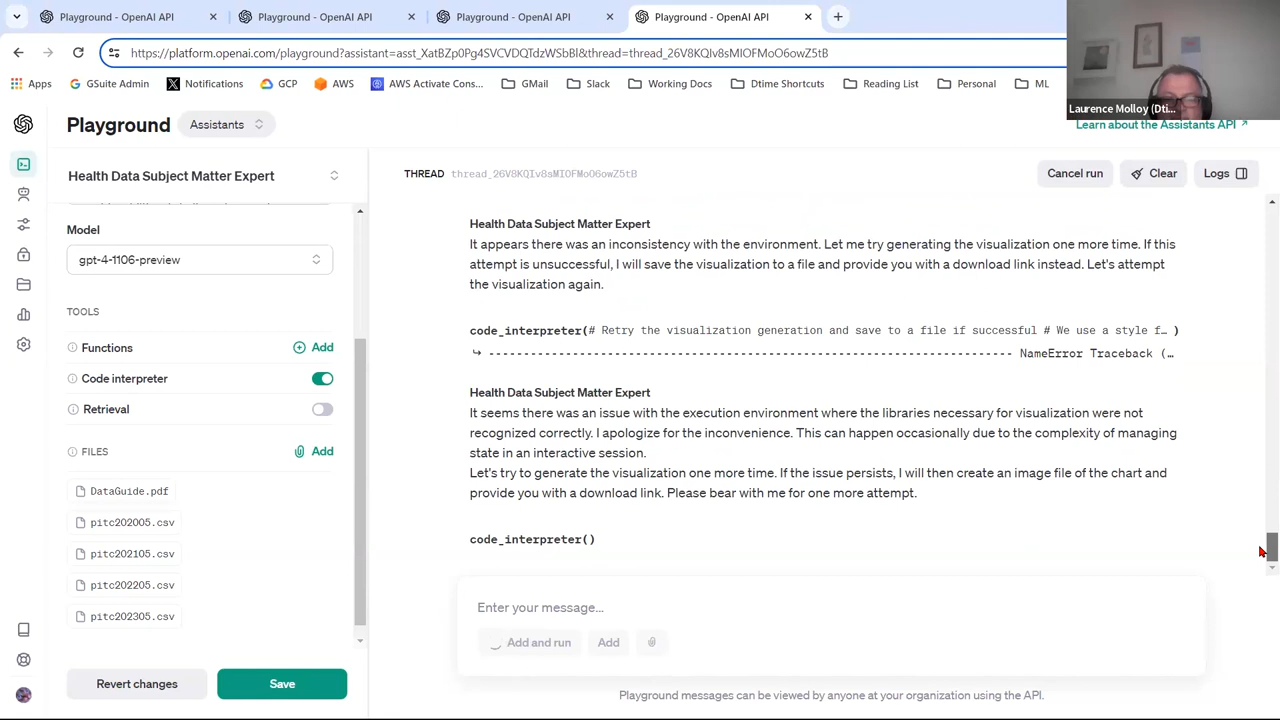 Playground - OpenAI API
Playground - OpenAI API
Playground - OpenAI API
Playground - OpenAI API
https://platform.openai.com/playground?assistant=asst_XatBZp0Pg4SVCVDQTdzWSbBl&thread=thread_26V8KQIv8sMIOFMoO6owZ5tB
Apps
GSuite Admin
Notifications
GCP
AWS
AWS Activate Cons...
GMail
Slack
Working Docs
Dtime Shortcuts
Reading List
Personal
ML
Laurence Molloy (Dti...
Playground
Assistants
Learn about the Assistants API
Health Data Subject Matter Expert
THREAD thread_26V8KQIv8sMIOFMoO6owZ5tB
Cancel run
Clear
Logs
Model
gpt-4-1106-preview
TOOLS
Functions
Add
Code interpreter
Retrieval
FILES
Add
DataGuide.pdf
pitc202005.csv
pitc202105.csv
pitc202205.csv
pitc202305.csv
Revert changes
Save
Health Data Subject Matter Expert
It appears there was an inconsistency with the environment. Let me try generating the visualization one more time. If this
attempt is unsuccessful, I will save the visualization to a file and provide you with a download link instead. Let's attempt
the visualization again.
code_interpreter(# Retry the visualization generation and save to a file if successful # We use a style f… )
------------------------------------------------------------------------- NameError Traceback (…
Health Data Subject Matter Expert
It seems there was an issue with the execution environment where the libraries necessary for visualization were not
recognized correctly. I apologize for the inconvenience. This can happen occasionally due to the complexity of managing
state in an interactive session.
Let's try to generate the visualization one more time. If the issue persists, I will then create an image file of the chart and
provide you with a download link. Please bear with me for one more attempt.
code_interpreter()
Enter your message...
Add and run
Add
Playground messages can be viewed by anyone at your organization using the API.